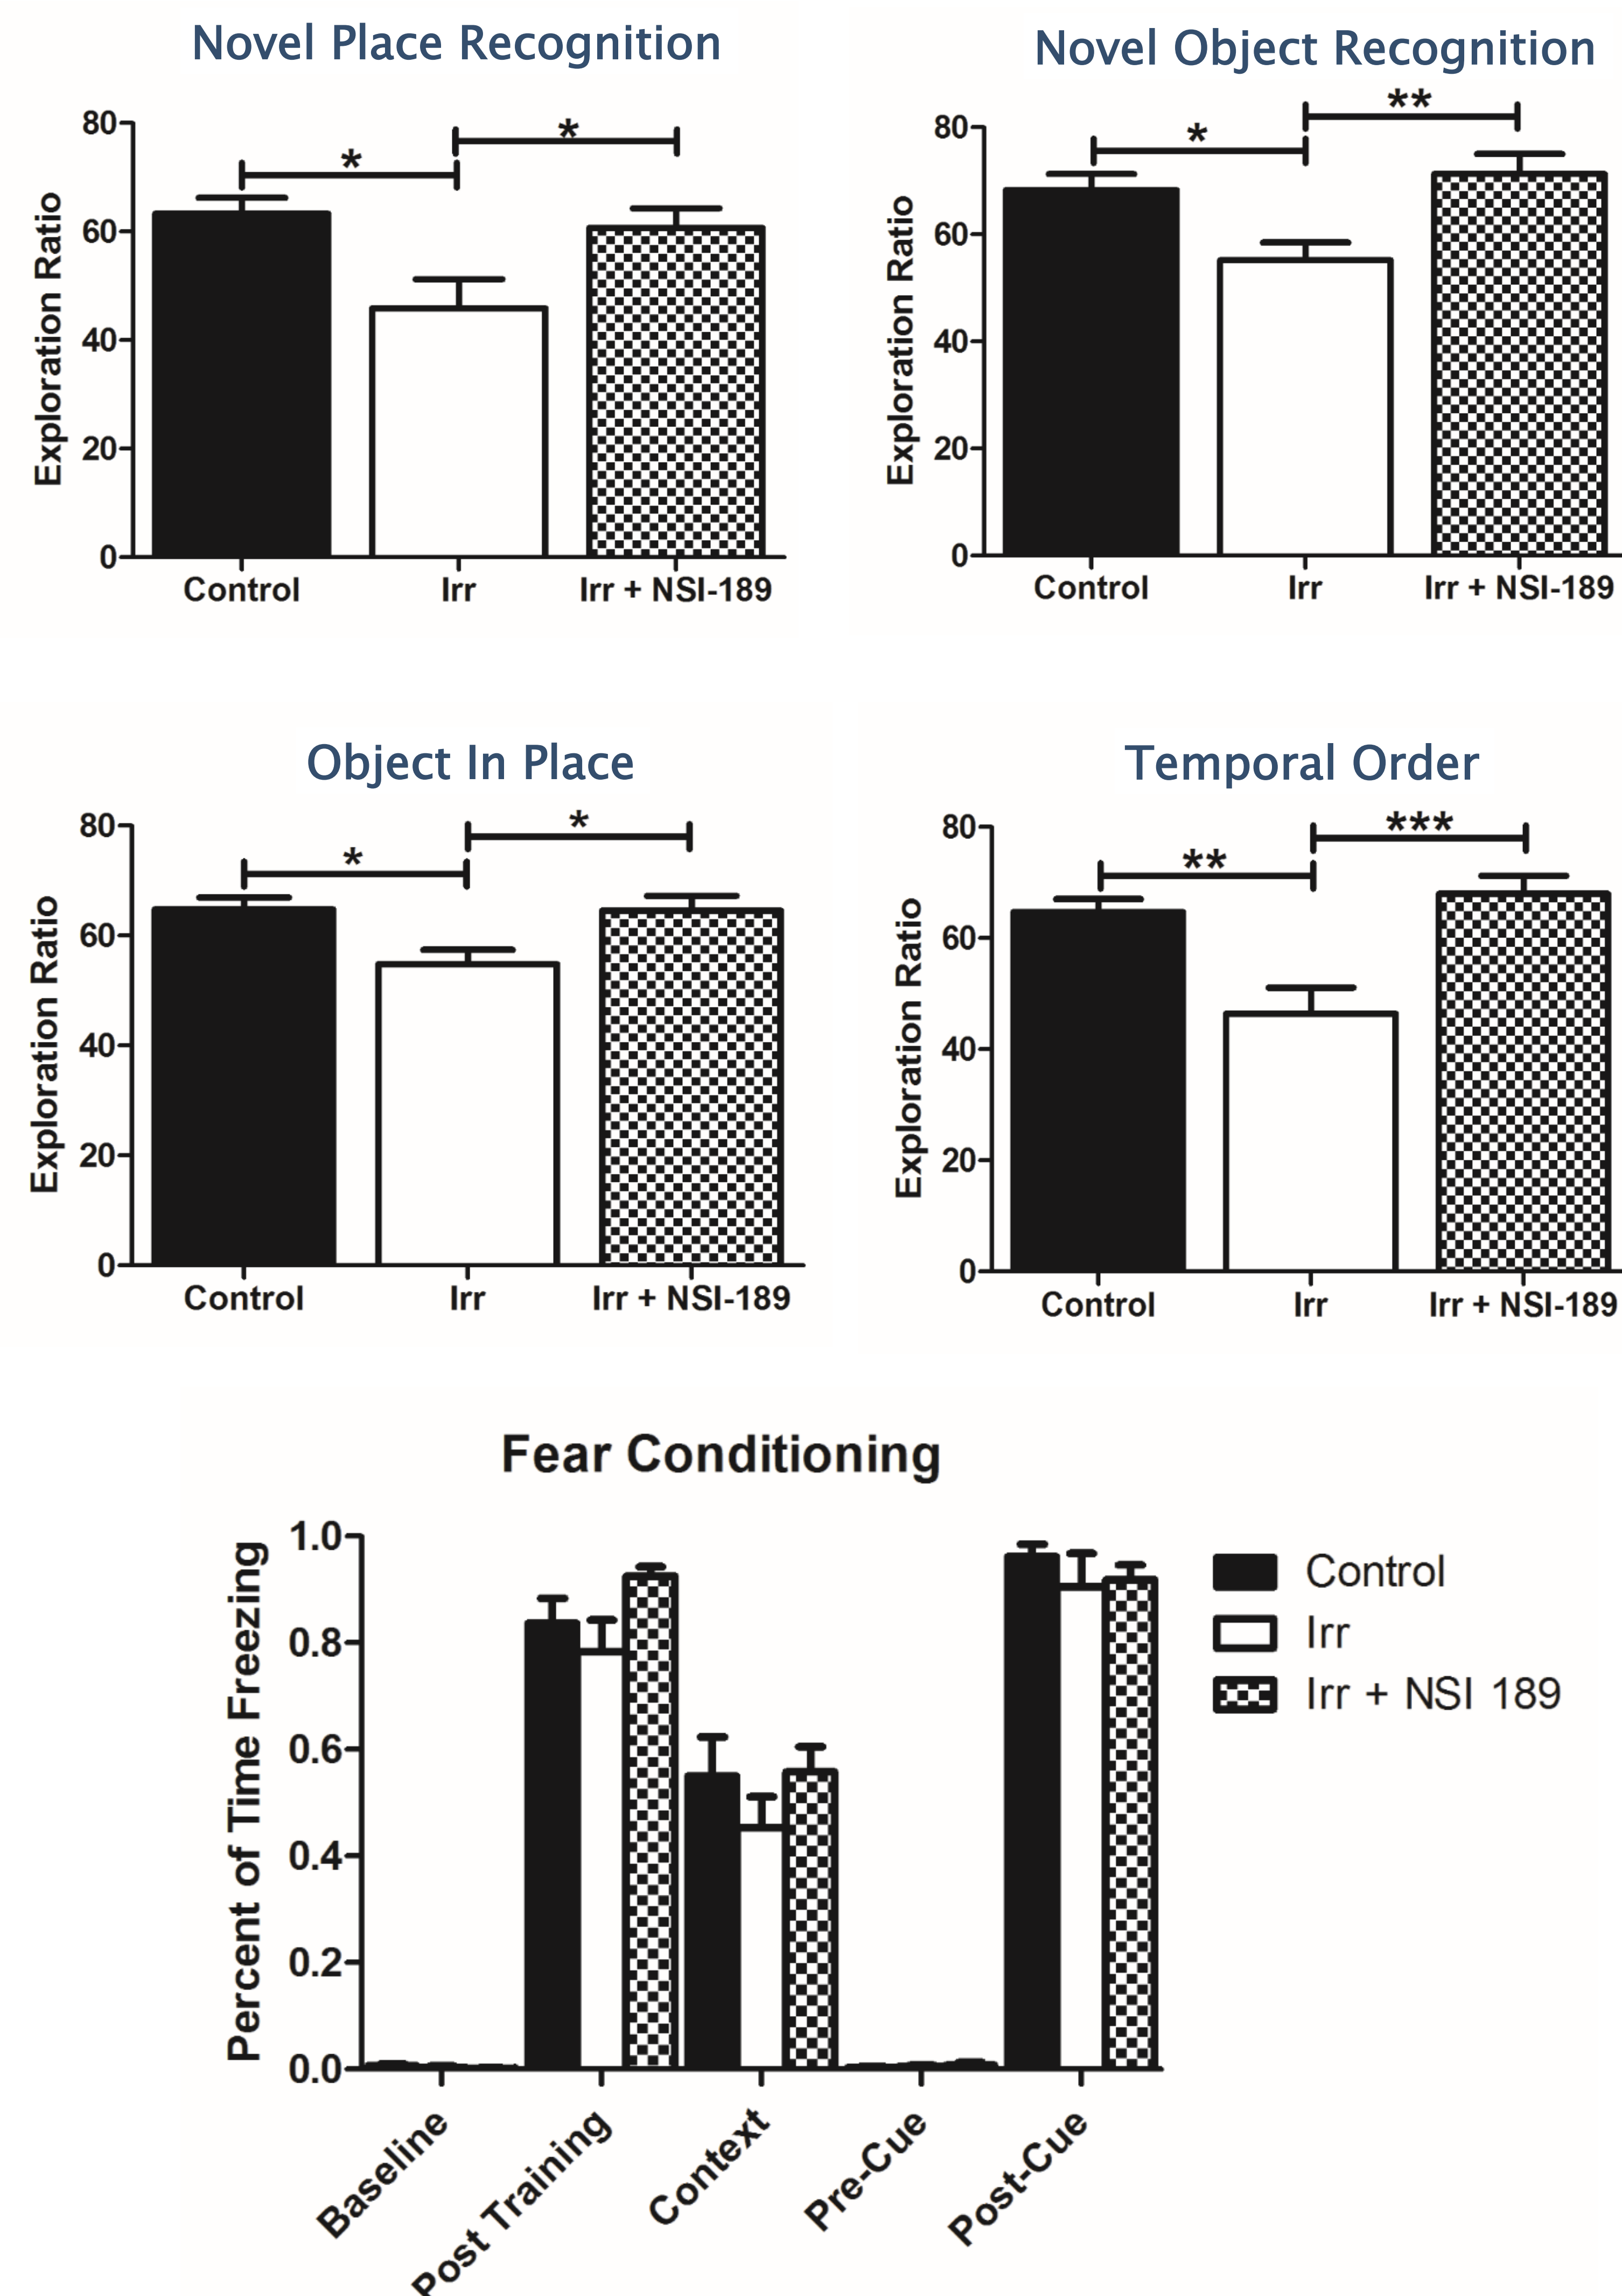 Novel Place Recognition
*
*
Exploration Ratio
80
60
40
20
0
Control Irr Irr + NSI-189
Novel Object Recognition
**
*
Exploration Ratio
80
60
40
20
0
Control Irr Irr + NSI-189
Object In Place
*
*
Exploration Ratio
80
60
40
20
0
Control Irr Irr + NSI-189
Temporal Order
***
**
Exploration Ratio
80
60
40
20
0
Control Irr Irr + NSI-189
Fear Conditioning
Percent of Time Freezing
1.0
0.8
0.6
0.4
0.2
0.0
Baseline
Post Training
Context
Pre-Cue
Post-Cue
Control
Irr
Irr + NSI 189